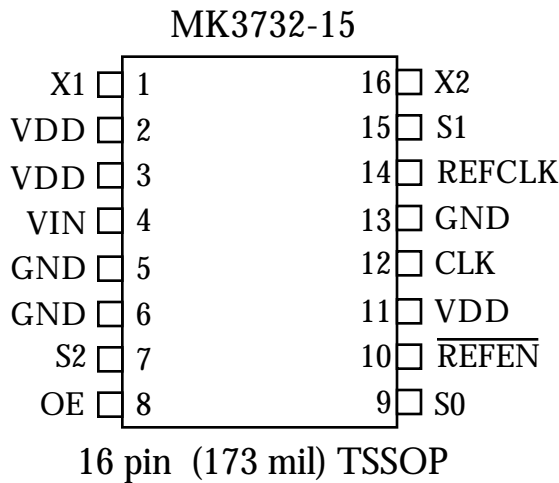 MK3732-15
X1 1 16 X2
VDD 2 15 S1
VDD 3 14 REFCLK
VIN 4 13 GND
GND 5 12 CLK
GND 6 11 VDD
S2 7 10 REFEN
OE 8 9 S0
16 pin (173 mil) TSSOP